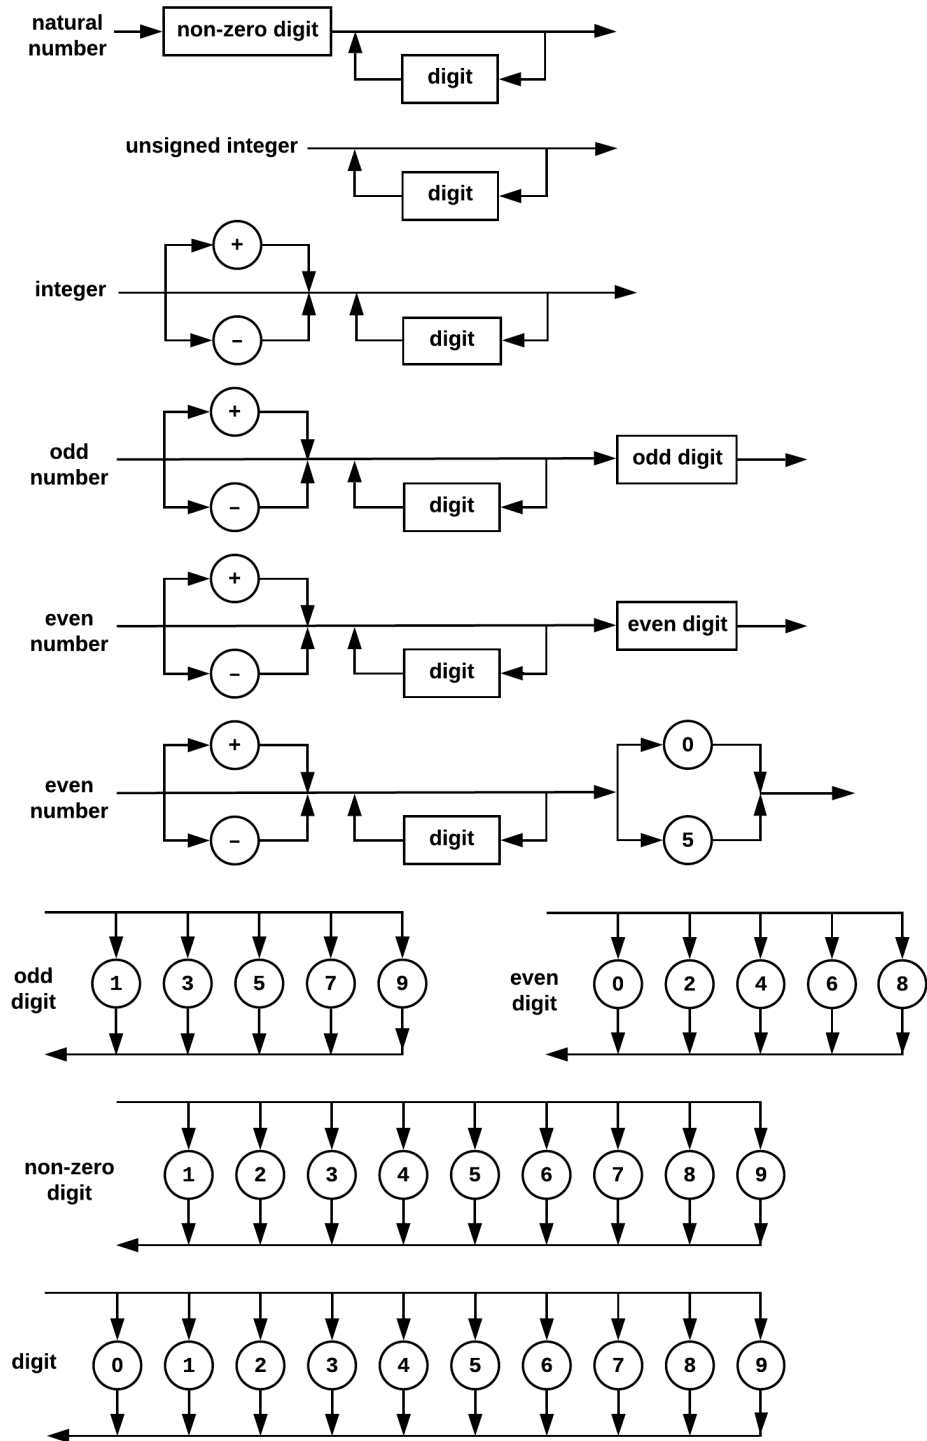 natural
number
non-zero digit
digit
unsigned integer
digit
+
integer
–
digit
+
odd
number
odd digit
–
digit
+
even
number
even digit
–
digit
+
0
even
number
–
digit
5
odd
digit
1 3 5 7 9
even
digit
0 2 4 6 8
non-zero
digit
1 2 3 4 5 6 7 8 9
digit
0 1 2 3 4 5 6 7 8 9